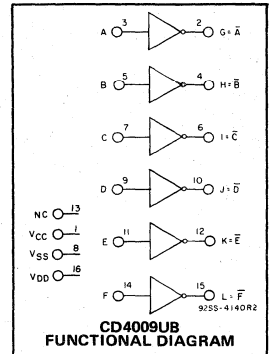 A 3 2 G = A̅
B 5 4 H = B̅
C 7 6 I = C̅
D 9 10 J = D̅
NC 13
VCC 1
E 11 12 K = E̅
VSS 8
VDD 16
F 14 15 L = F̅
92SS-4140R2
CD4009UB
FUNCTIONAL DIAGRAM